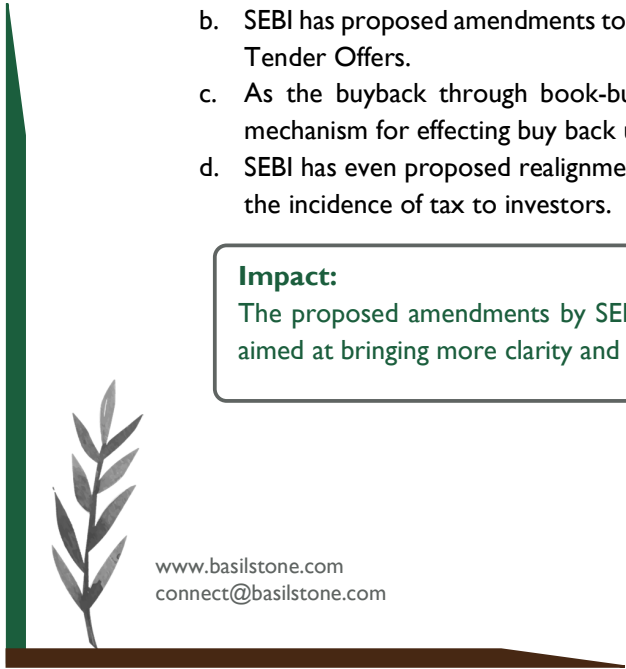 b. SEBI has proposed amendments to
Tender Offers.
c. As the buyback through book-bu
mechanism for effecting buy back
d. SEBI has even proposed realignme
the incidence of tax to investors.
Impact:
The proposed amendments by SEB
aimed at bringing more clarity and
www.basilstone.com
connect@basilstone.com